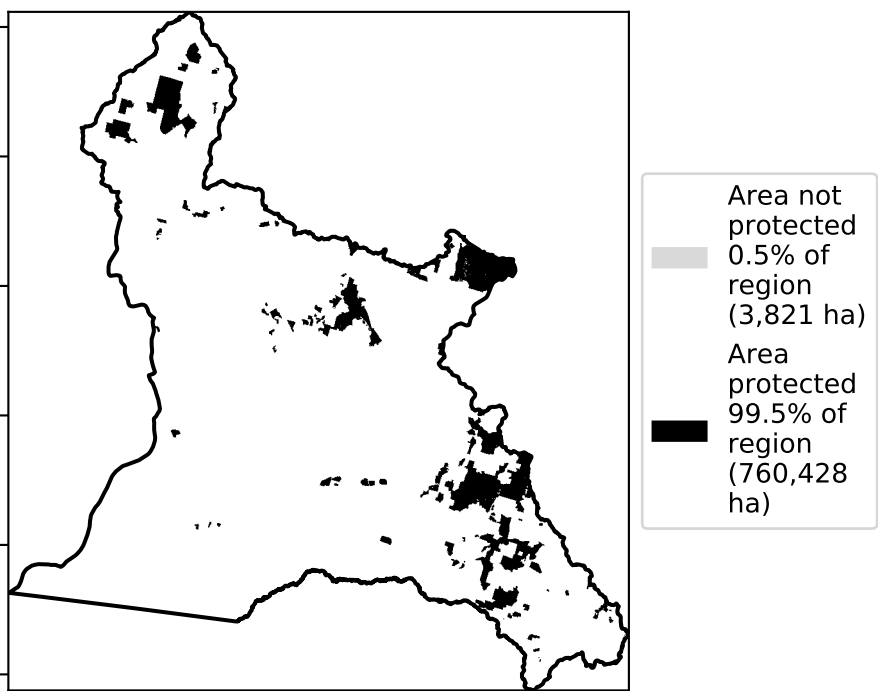 Area not
protected
0.5% of
region
(3,821 ha)
Area
protected
99.5% of
region
(760,428
ha)